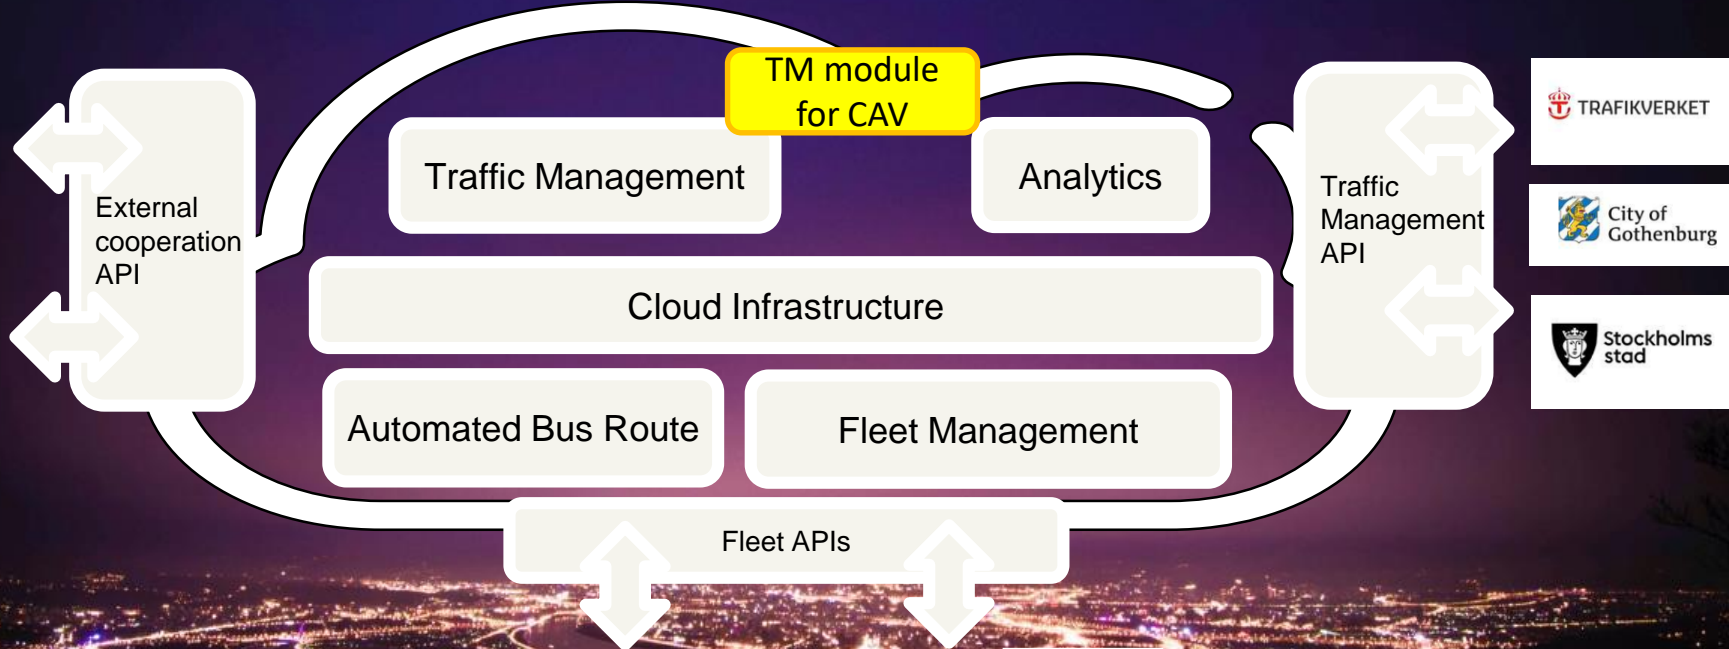 TM module
for CAV
Traffic Management
Analytics
External
cooperation
API
Traffic
Management
API
TRAFIKVERKET
City of
Gothenburg
Stockholms
stad
Cloud Infrastructure
Automated Bus Route
Fleet Management
Fleet APIs